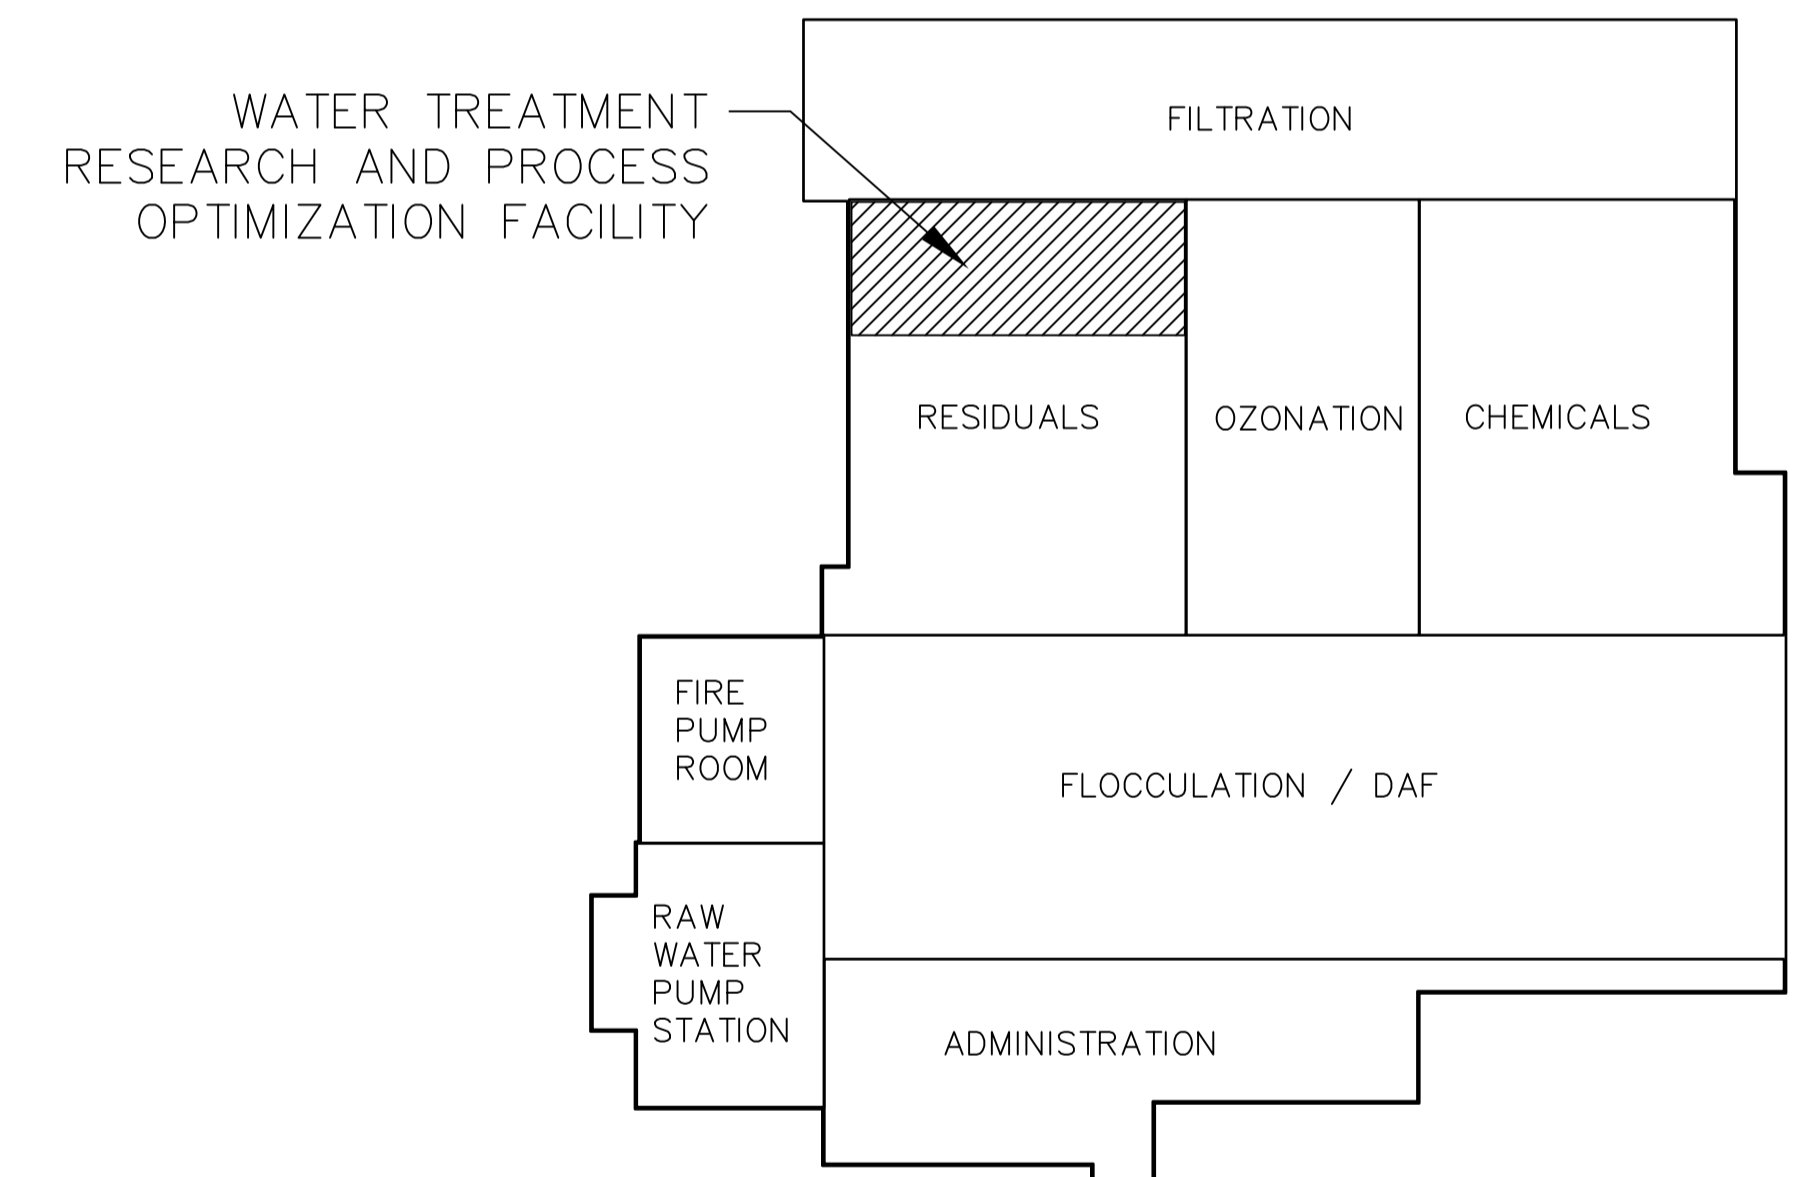 WATER TREATMENT
RESEARCH AND PROCESS
OPTIMIZATION FACILITY
FILTRATION
RESIDUALS
OZONATION
CHEMICALS
FIRE
PUMP
ROOM
FLOCCULATION / DAF
RAW
WATER
PUMP
STATION
ADMINISTRATION